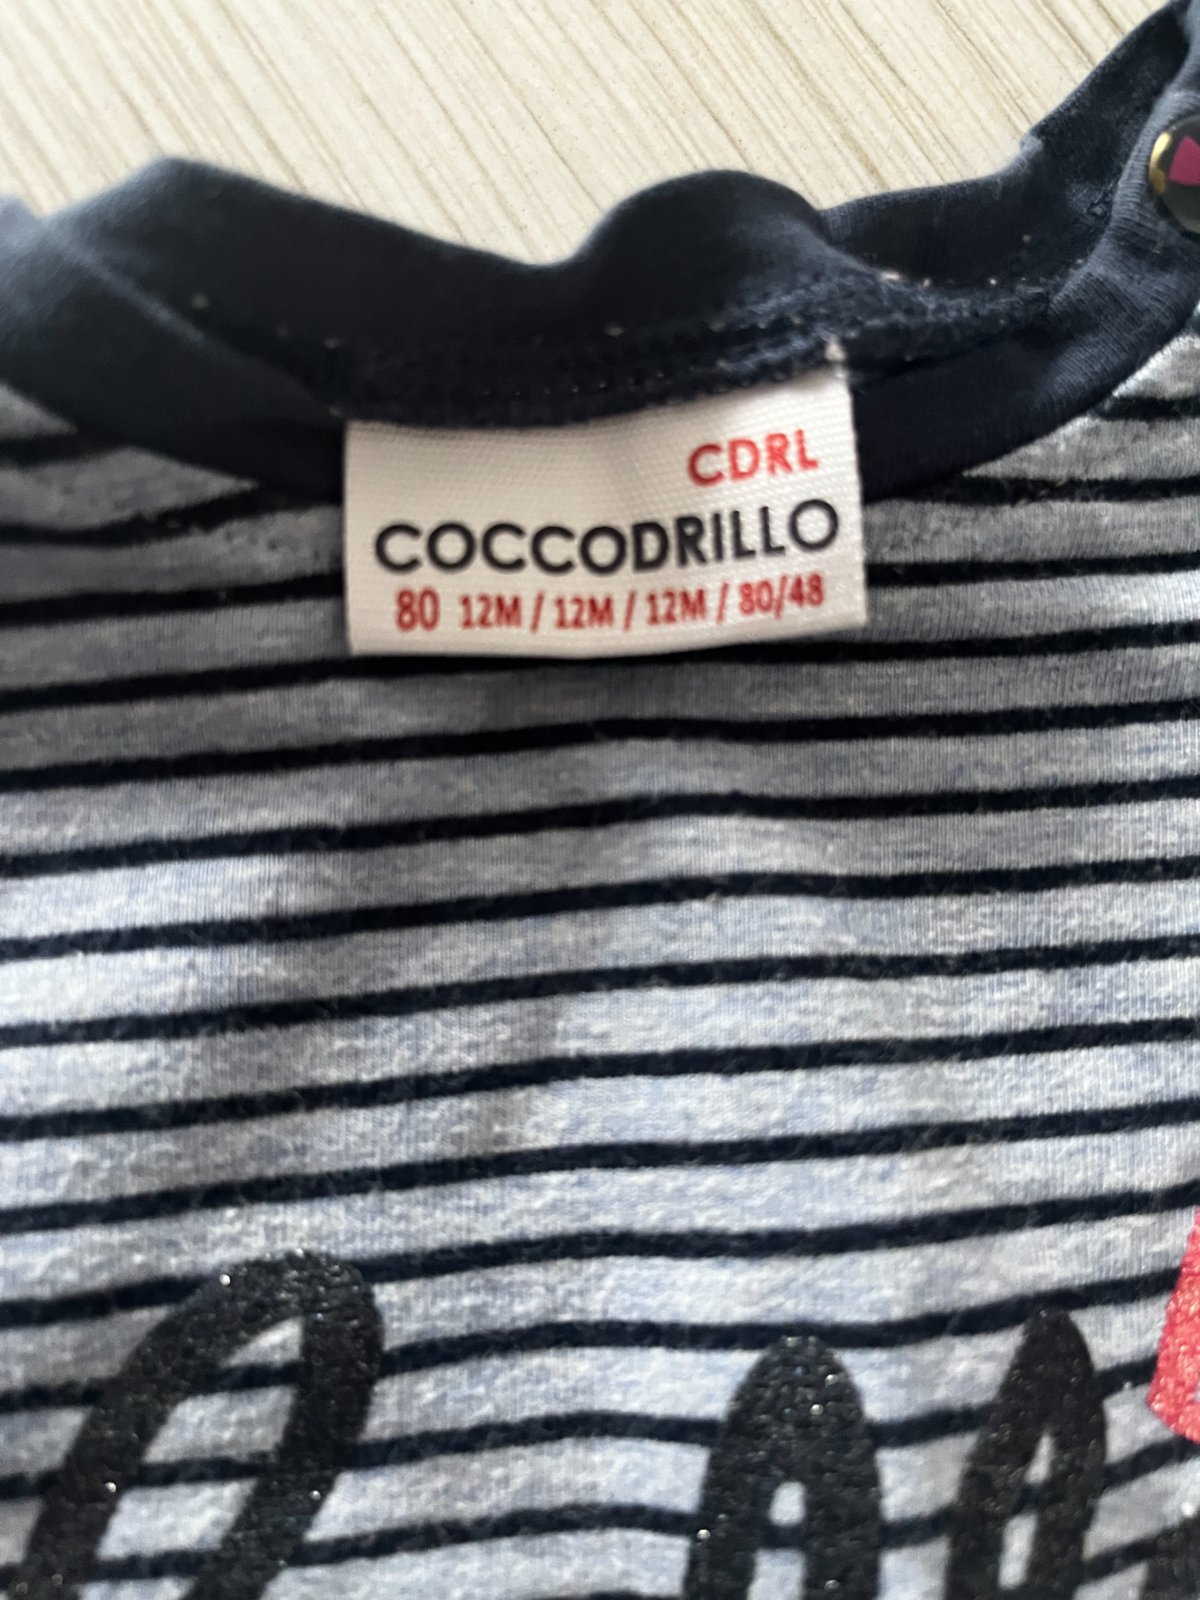 CDRL
COCCODRILLO
80 12M / 12M / 12M / 80/48